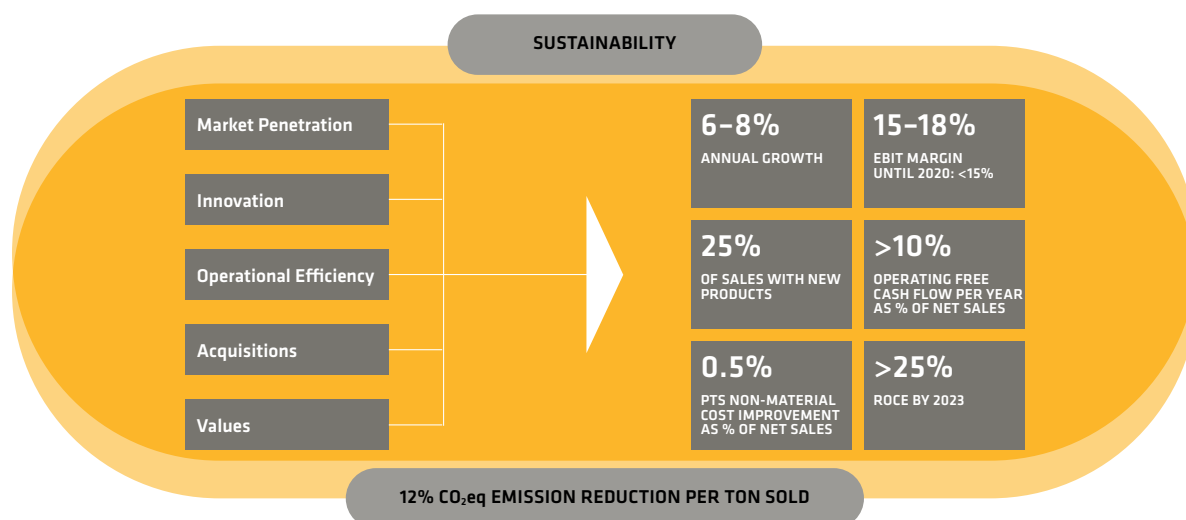 SUSTAINABILITY
Market Penetration
Innovation
Operational Efficiency
Acquisitions
Values
6–8%
ANNUAL GROWTH
15–18%
EBIT MARGIN
UNTIL 2020: <15%
25%
OF SALES WITH NEW
PRODUCTS
>10%
OPERATING FREE
CASH FLOW PER YEAR
AS % OF NET SALES
0.5%
PTS NON-MATERIAL
COST IMPROVEMENT
AS % OF NET SALES
>25%
ROCE BY 2023
12% CO₂eq EMISSION REDUCTION PER TON SOLD